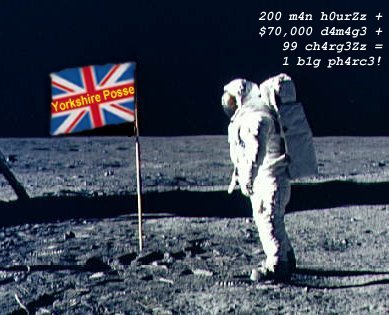 200 m4n h0urZz +
$70,000 d4m4g3 +
99 ch4rg3Zz =
1 b1g ph4rc3!
Yorkshire Posse